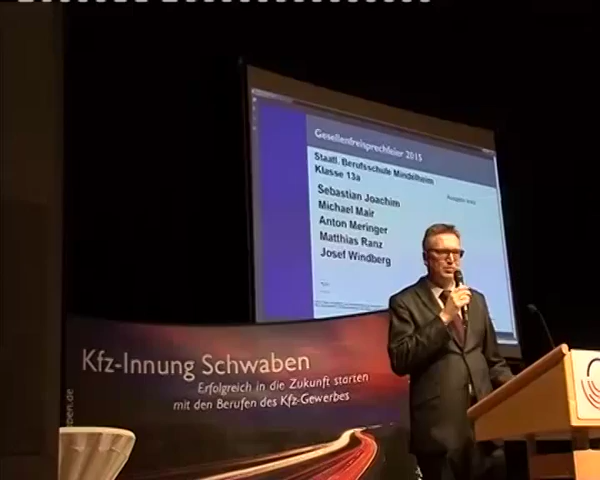 Gesellenfreisprechfeier 2015
Staatl. Berufsschule Mindelheim
Klasse 13a
Sebastian Joachim
Michael Mair
Anton Meringer
Matthias Ranz
Josef Windberg
Kfz-Innung Schwaben
Erfolgreich in die Zukunft starten
mit den Berufen des Kfz-Gewerbes